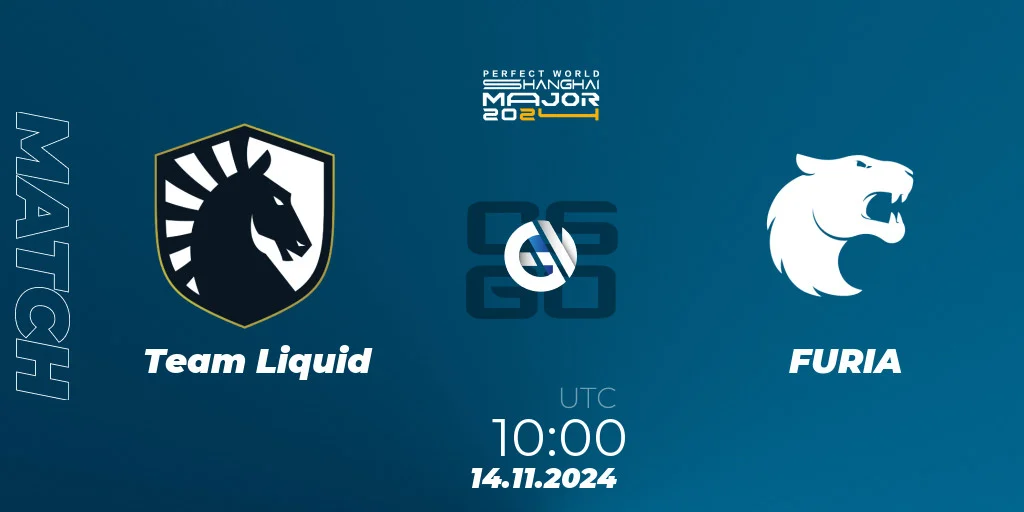 PERFECT WORLD
SHANGHAI
MAJOR
2024
MATCH
CS
GO
Team Liquid
FURIA
UTC
10:00
14.11.2024